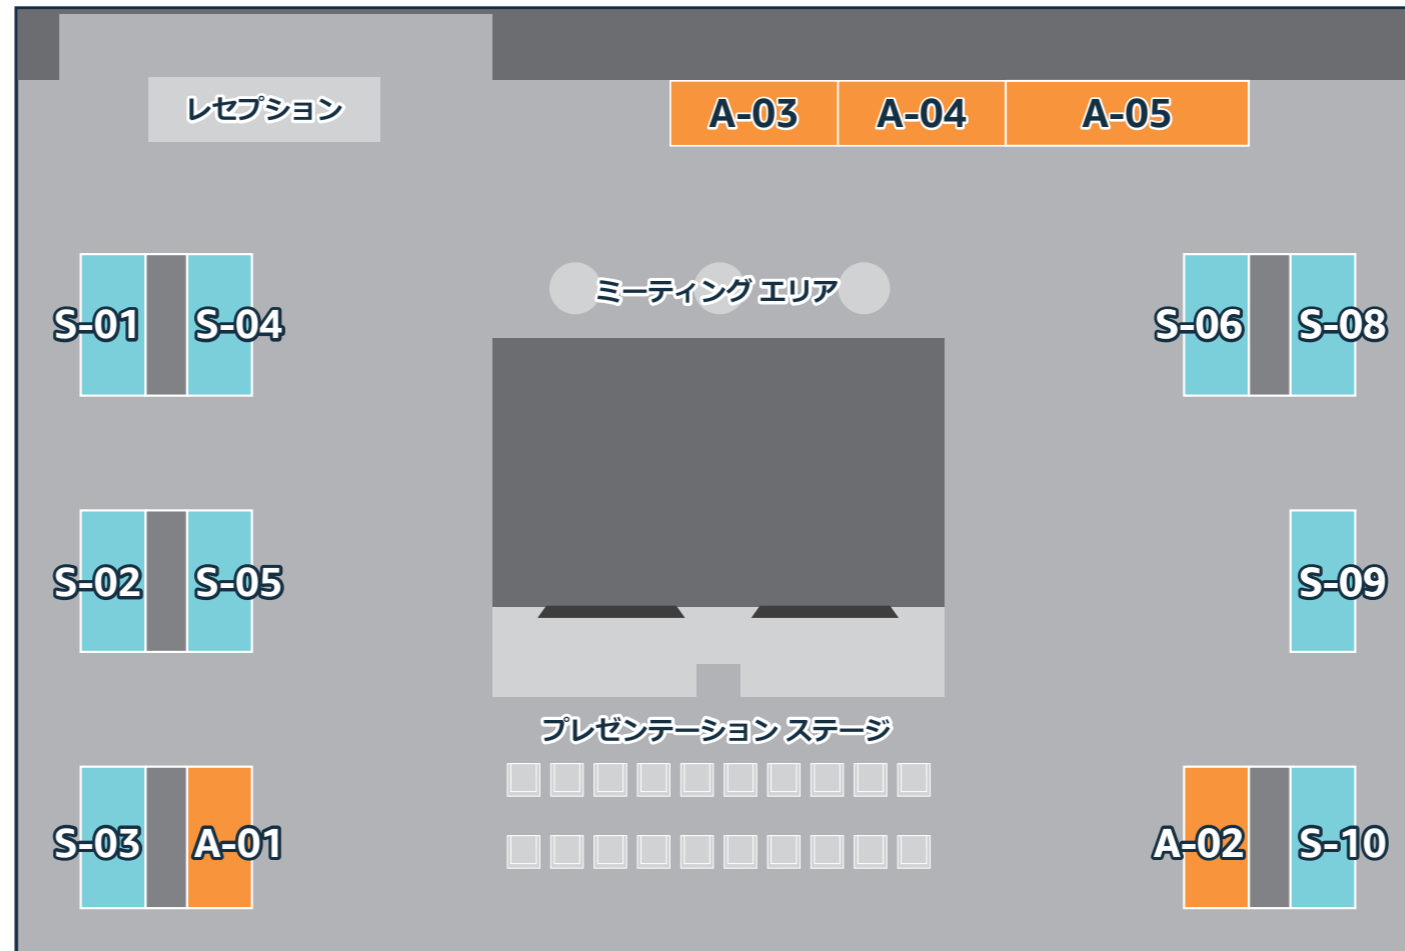 レセプション
A-03
A-04
A-05
S-01
S-04
ミーティング エリア
S-06
S-08
S-02
S-05
S-09
プレゼンテーション ステージ
S-03
A-01
A-02
S-10